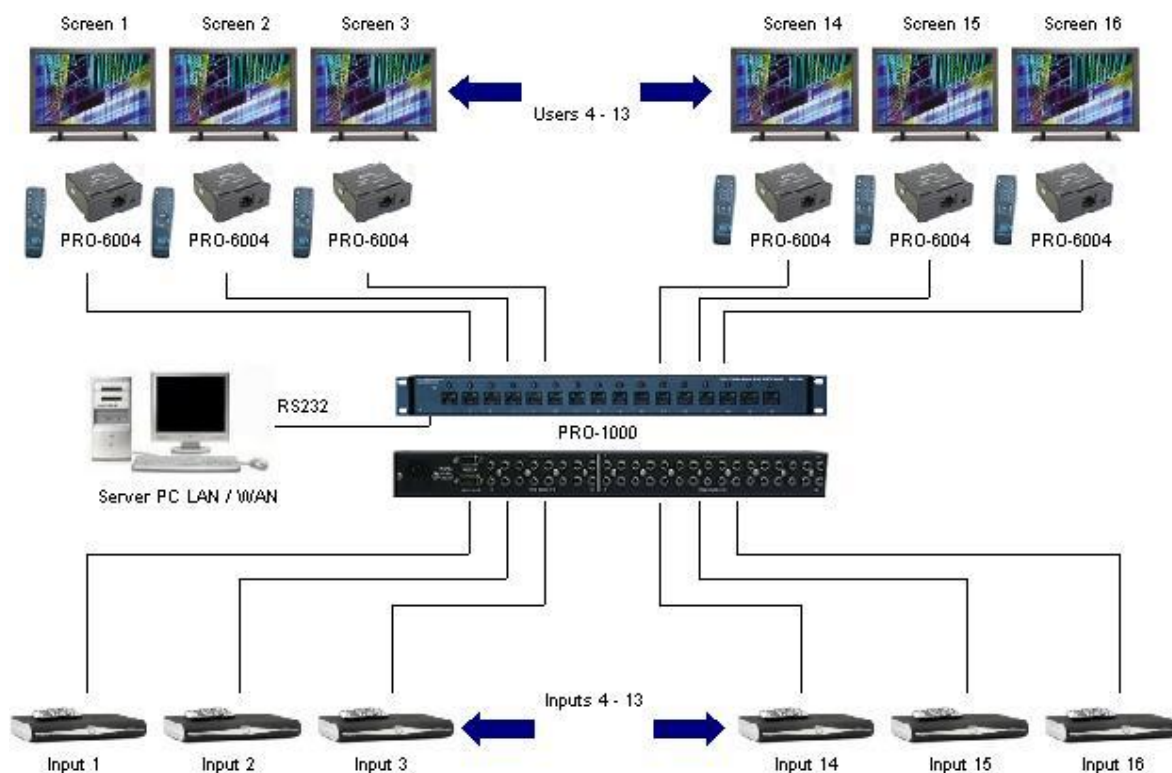 Screen 1
Screen 2
Screen 3
Screen 14
Screen 15
Screen 16
Users 4 - 13
PRO-6004
PRO-6004
PRO-6004
PRO-6004
PRO-6004
PRO-6004
RS232
PRO-1000
Server PC LAN / WAN
Inputs 4 - 13
Input 1
Input 2
Input 3
Input 14
Input 15
Input 16